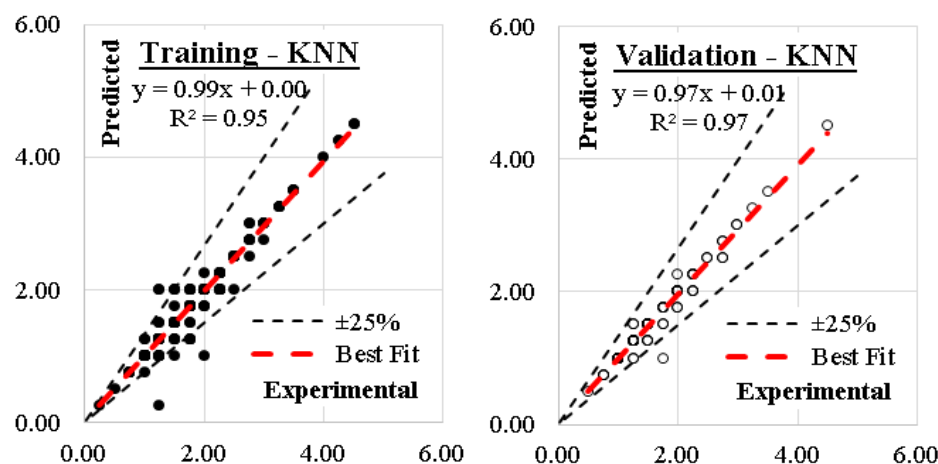 6.00
Predicted
Training - KNN
y = 0.99x + 0.00
R² = 0.95
4.00
2.00
±25%
Best Fit
Experimental
0.00
0.00 2.00 4.00 6.00
6.00
Predicted
Validation - KNN
y = 0.97x + 0.01
R² = 0.97
4.00
2.00
±25%
Best Fit
Experimental
0.00
0.00 2.00 4.00 6.00